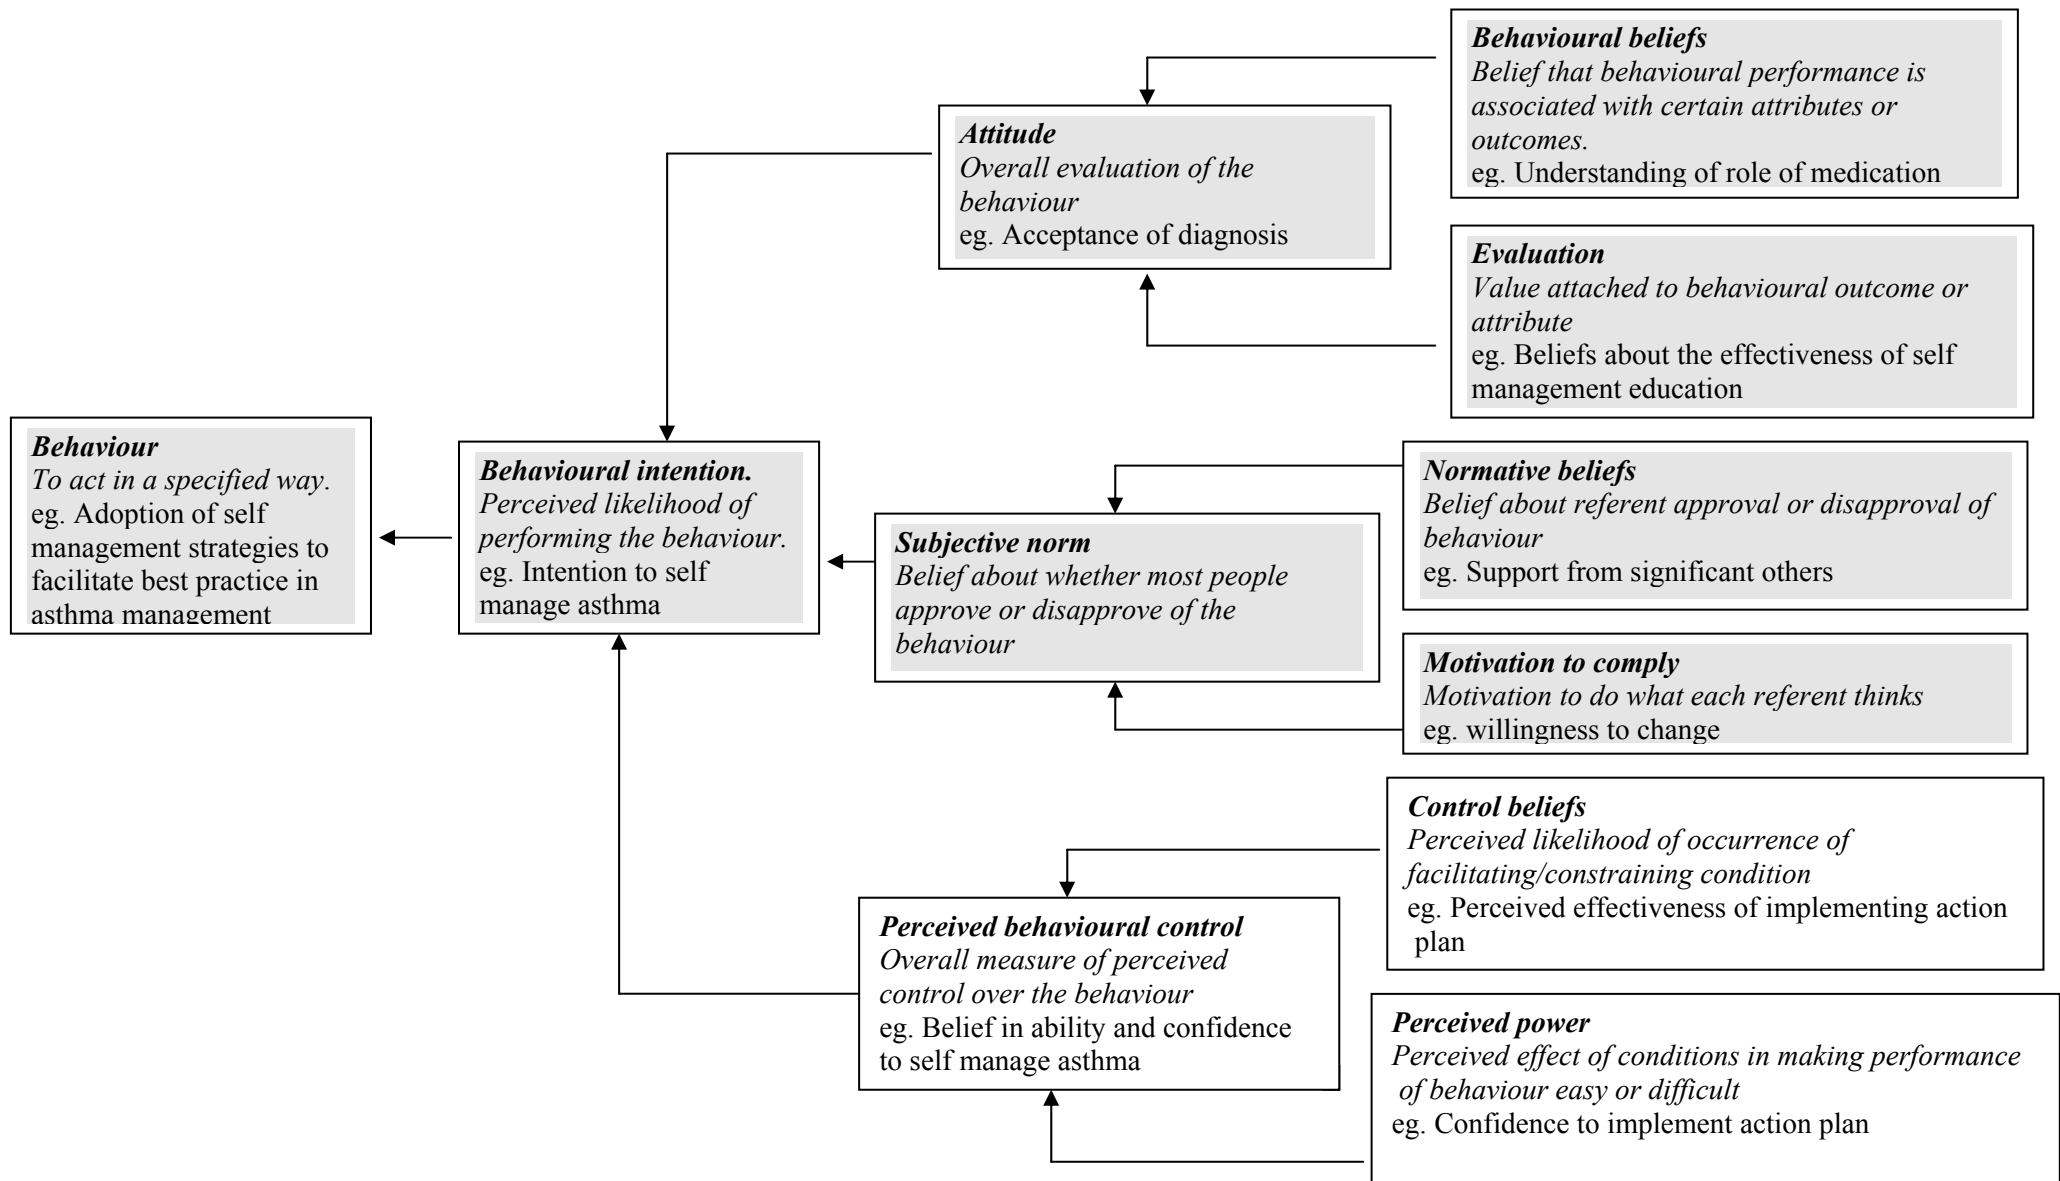 Behavioural beliefs
Belief that behavioural performance is
associated with certain attributes or
outcomes.
eg. Understanding of role of medication
Attitude
Overall evaluation of the
behaviour
eg. Acceptance of diagnosis
Evaluation
Value attached to behavioural outcome or
attribute
eg. Beliefs about the effectiveness of self
management education
Behaviour
To act in a specified way.
eg. Adoption of self
management strategies to
facilitate best practice in
asthma management
Behavioural intention.
Perceived likelihood of
performing the behaviour.
eg. Intention to self
manage asthma
Subjective norm
Belief about whether most people
approve or disapprove of the
behaviour
Normative beliefs
Belief about referent approval or disapproval of
behaviour
eg. Support from significant others
Motivation to comply
Motivation to do what each referent thinks
eg. willingness to change
Control beliefs
Perceived likelihood of occurrence of
facilitating/constraining condition
eg. Perceived effectiveness of implementing action
plan
Perceived behavioural control
Overall measure of perceived
control over the behaviour
eg. Belief in ability and confidence
to self manage asthma
Perceived power
Perceived effect of conditions in making performance
of behaviour easy or difficult
eg. Confidence to implement action plan